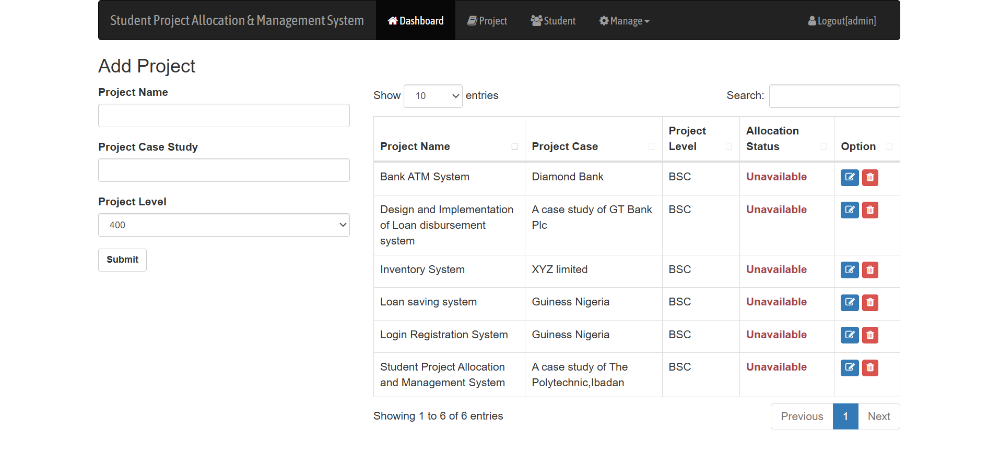 Student Project Allocation & Management System
Dashboard
Project
Student
Manage
Logout[admin]
Add Project
Project Name
Project Case Study
Project Level
400
Submit
Show 10 entries
Search:
Project Name
Project Case
Project Level
Allocation Status
Option
Bank ATM System
Diamond Bank
BSC
Unavailable
Design and Implementation
of Loan disbursement
system
A case study of GT Bank
Plc
BSC
Unavailable
Inventory System
XYZ limited
BSC
Unavailable
Loan saving system
Guiness Nigeria
BSC
Unavailable
Login Registration System
Guiness Nigeria
BSC
Unavailable
Student Project Allocation
and Management System
A case study of The
Polytechnic,Ibadan
BSC
Unavailable
Showing 1 to 6 of 6 entries
Previous
1
Next